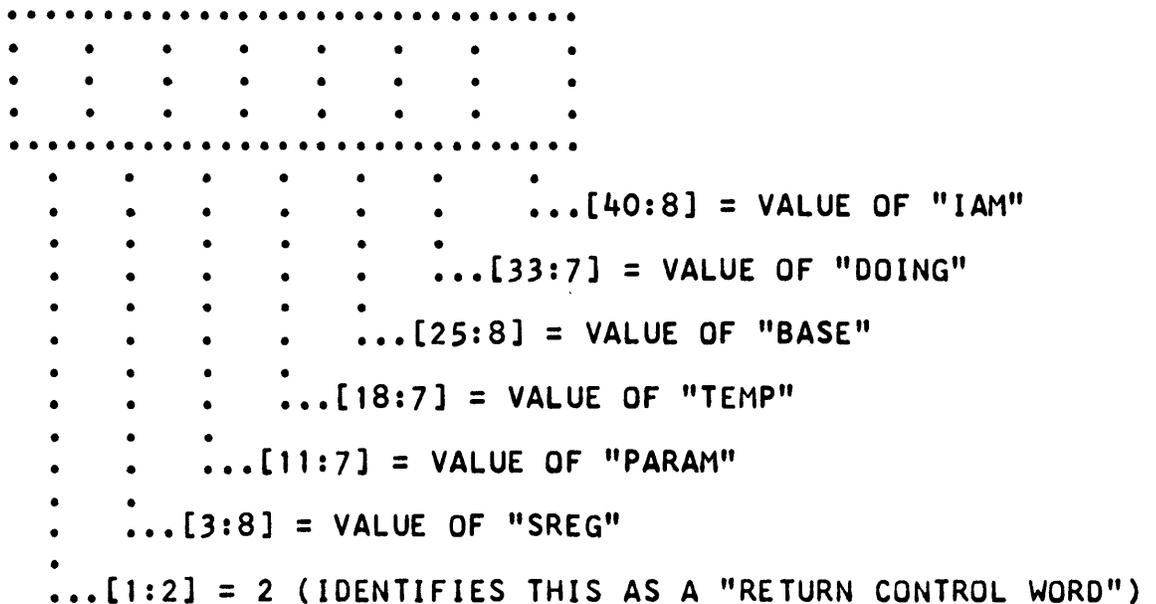 ...[40:8] = VALUE OF "IAM"
...[33:7] = VALUE OF "DOING"
...[25:8] = VALUE OF "BASE"
...[18:7] = VALUE OF "TEMP"
...[11:7] = VALUE OF "PARAM"
...[3:8] = VALUE OF "SREG"
...[1:2] = 2 (IDENTIFIES THIS AS A "RETURN CONTROL WORD")